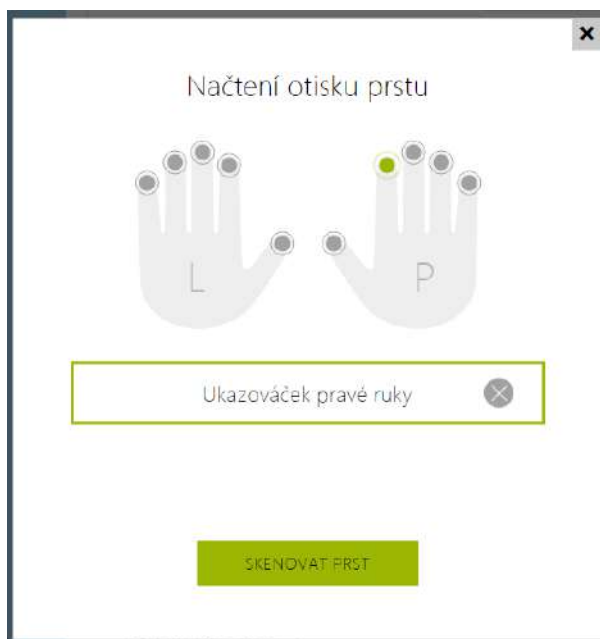 Načtení otisku prstu
L
P
Ukazováček pravé ruky
SKENOVAT PRST